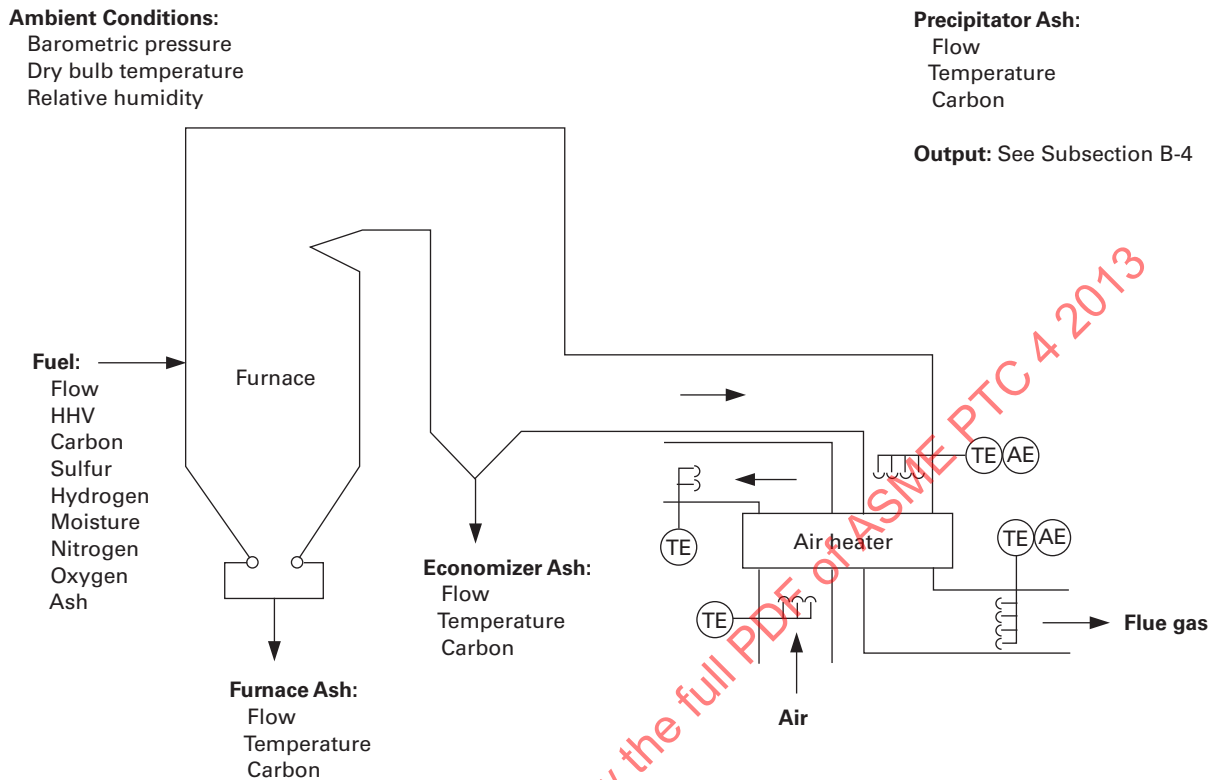 Ambient Conditions:
Barometric pressure
Dry bulb temperature
Relative humidity
Precipitator Ash:
Flow
Temperature
Carbon
Output: See Subsection B-4
Fuel:
Flow
HHV
Carbon
Sulfur
Hydrogen
Moisture
Nitrogen
Oxygen
Ash
Furnace
Furnace Ash:
Flow
Temperature
Carbon
Economizer Ash:
Flow
Temperature
Carbon
TE AE
TE
Air heater
TE AE
TE
Flue gas
Air
y the full PDF of ASME PTC 4 2013